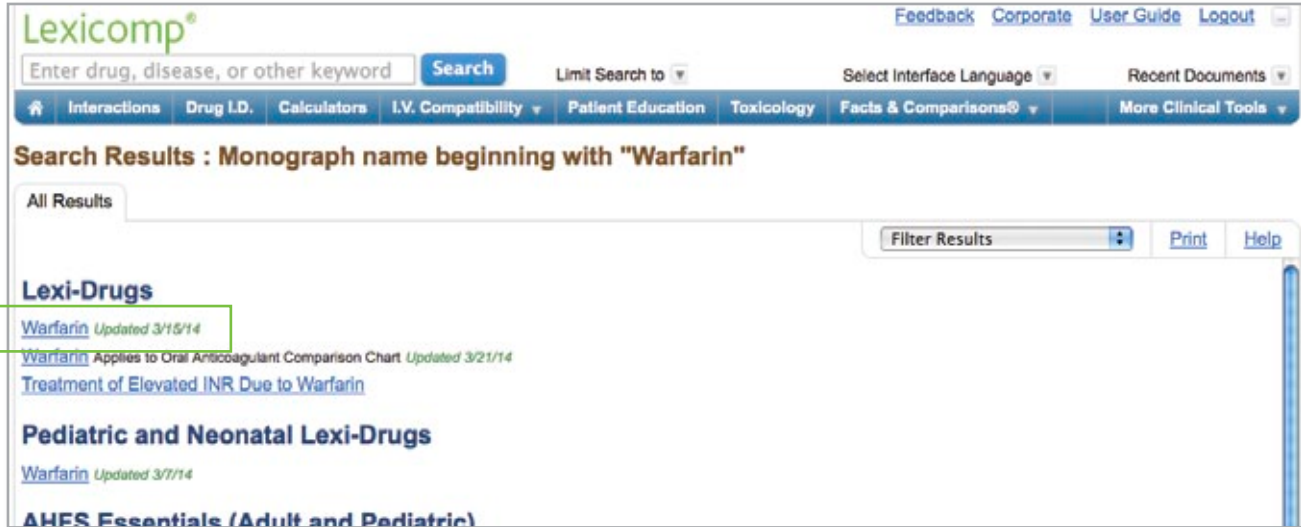 Lexicomp®
Feedback Corporate User Guide Logout
Enter drug, disease, or other keyword Search Limit Search to Select Interface Language Recent Documents
Interactions Drug I.D. Calculators I.V. Compatibility Patient Education Toxicology Facts & Comparisons® More Clinical Tools
Search Results : Monograph name beginning with "Warfarin"
All Results
Filter Results Print Help
Lexi-Drugs
Warfarin Updated 3/15/14
Warfarin Applies to Oral Anticoagulant Comparison Chart Updated 3/21/14
Treatment of Elevated INR Due to Warfarin
Pediatric and Neonatal Lexi-Drugs
Warfarin Updated 3/7/14
AHFS Essentials (Adult and Pediatric)